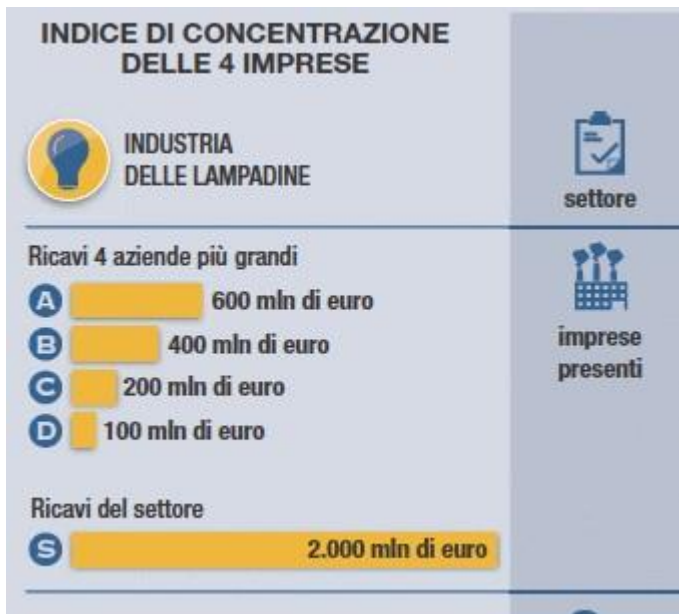 INDICE DI CONCENTRAZIONE
DELLE 4 IMPRESE
INDUSTRIA
DELLE LAMPADINE
settore
Ricavi 4 aziende più grandi
A 600 mln di euro
B 400 mln di euro
C 200 mln di euro
D 100 mln di euro
imprese
presenti
Ricavi del settore
S 2.000 mln di euro